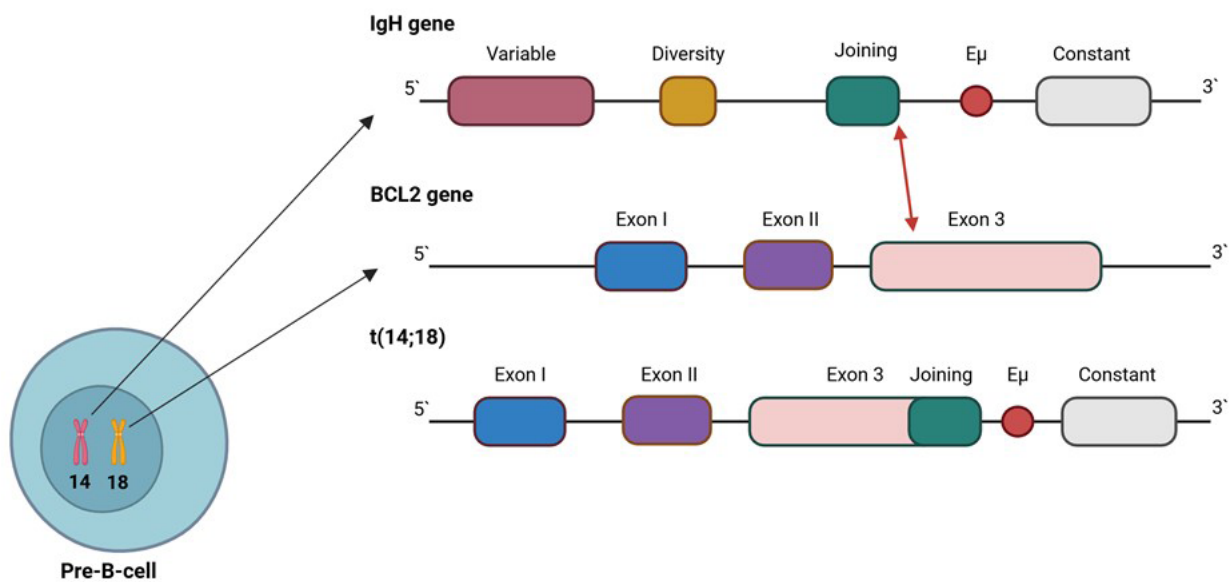 IgH gene
Variable Diversity Joining Eµ Constant
5` 3`
BCL2 gene
Exon I Exon II Exon 3
5` 3`
t(14;18)
Exon I Exon II Exon 3 Joining Eµ Constant
5` 3`
14 18
Pre-B-cell